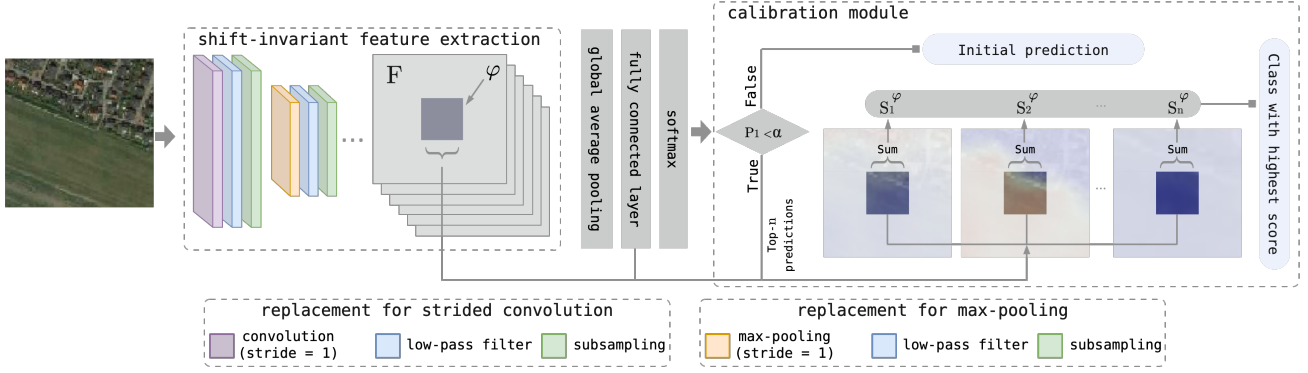 shift-invariant feature extraction
F
φ
...
global average pooling
fully connected layer
softmax
calibration module
P1 <α
False
True
Top-n
predictions
Initial prediction
S1φ
S2φ
...
Snφ
Sum
Sum
Sum
...
Class with highest score
replacement for strided convolution
convolution
(stride = 1)
low-pass filter
subsampling
replacement for max-pooling
max-pooling
(stride = 1)
low-pass filter
subsampling